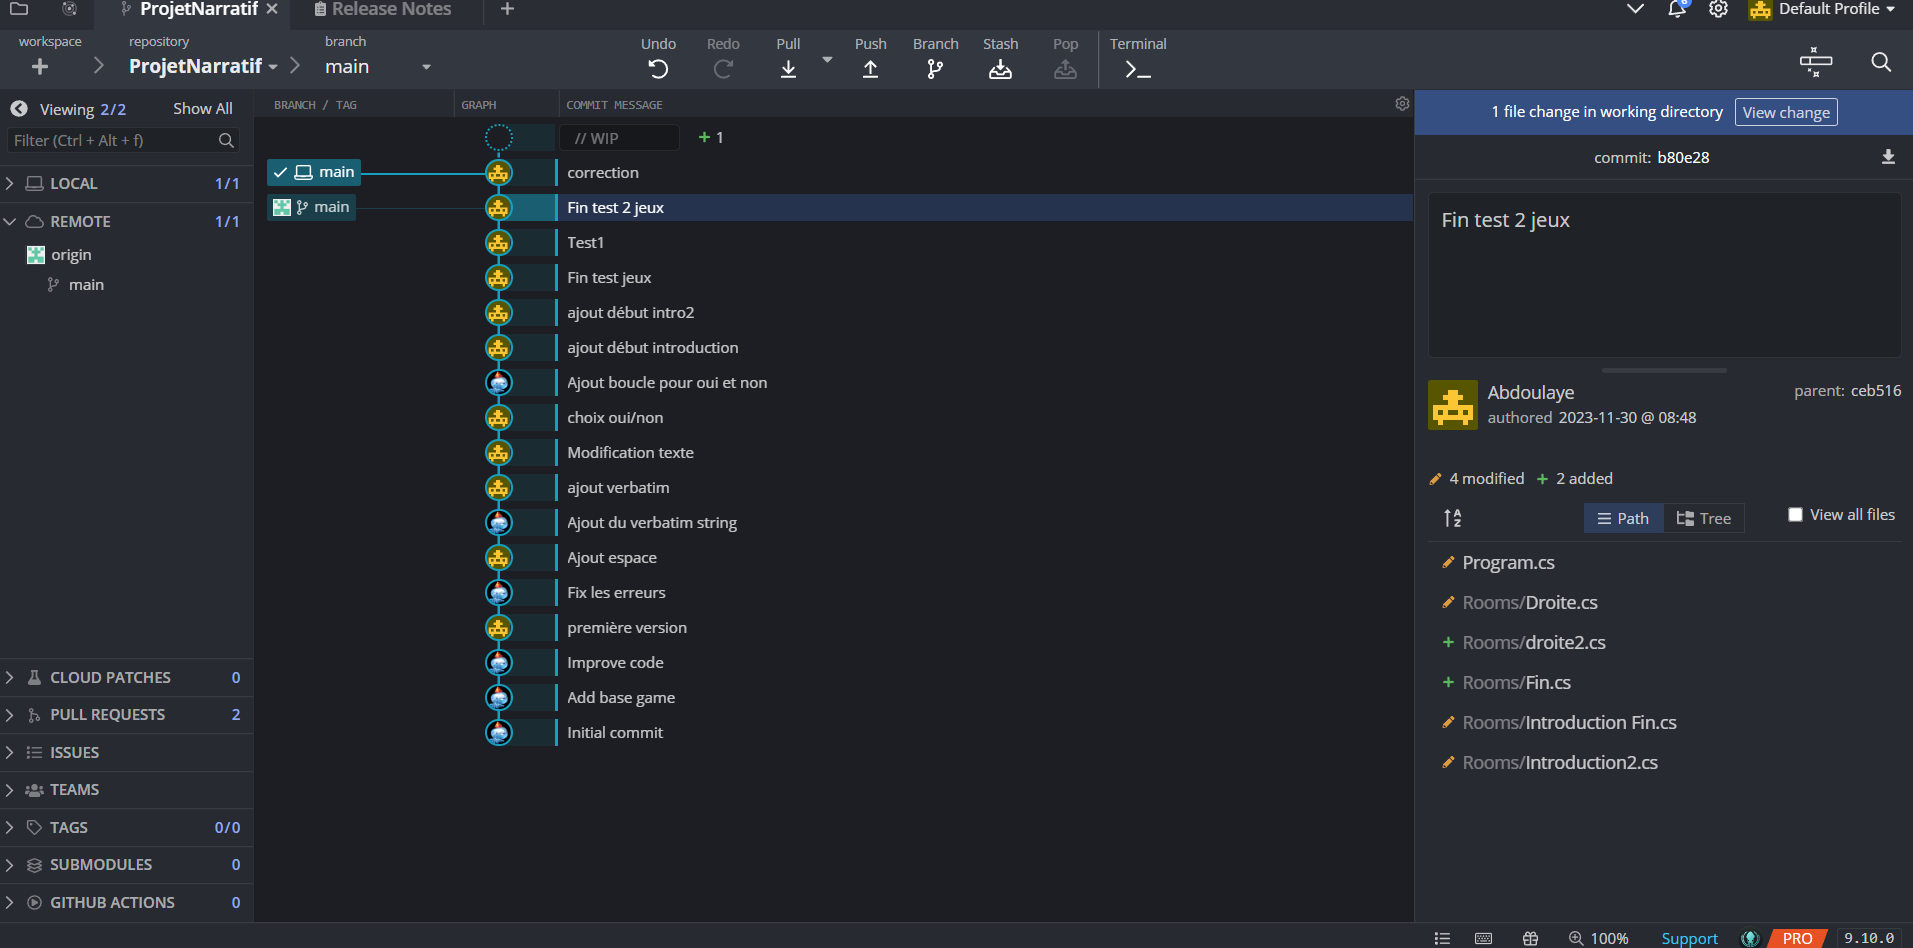 ProjetNarratif
Release Notes
Default Profile
workspace
repository
ProjetNarratif
branch
main
Undo
Redo
Pull
Push
Branch
Stash
Pop
Terminal
Viewing 2/2
Show All
Filter (Ctrl + Alt + f)
LOCAL 1/1
REMOTE 1/1
origin
main
CLOUD PATCHES 0
PULL REQUESTS 2
ISSUES
TEAMS
TAGS 0/0
SUBMODULES 0
GITHUB ACTIONS 0
BRANCH / TAG
GRAPH
COMMIT MESSAGE
// WIP
+ 1
main
correction
main
Fin test 2 jeux
Test1
Fin test jeux
ajout début intro2
ajout début introduction
Ajout boucle pour oui et non
choix oui/non
Modification texte
ajout verbatim
Ajout du verbatim string
Ajout espace
Fix les erreurs
première version
Improve code
Add base game
Initial commit
1 file change in working directory
View change
commit: b80e28
Fin test 2 jeux
Abdoulaye
parent: ceb516
authored 2023-11-30 @ 08:48
4 modified + 2 added
Path
Tree
View all files
Program.cs
Rooms/Droite.cs
+ Rooms/droite2.cs
+ Rooms/Fin.cs
Rooms/Introduction Fin.cs
Rooms/Introduction2.cs
100%
Support
PRO
9.10.0